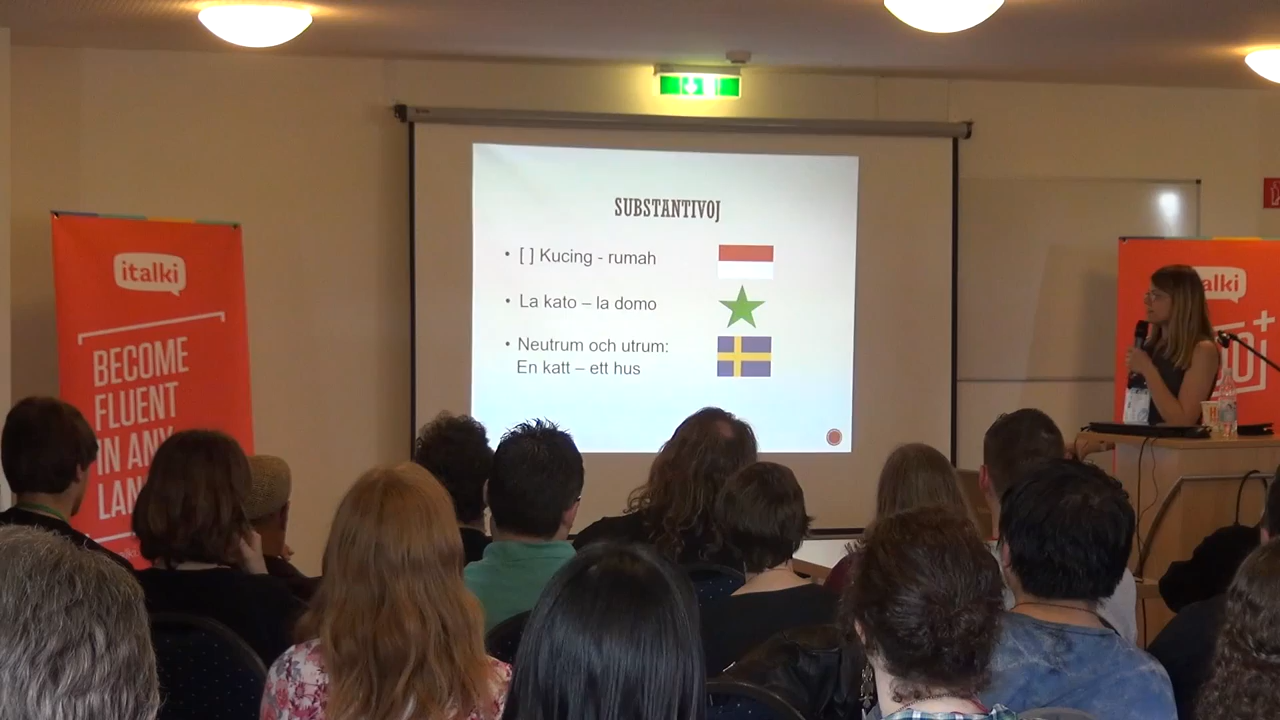 SUBSTANTIVOJ
• [ ] Kucing - rumah
• La kato – la domo
• Neutrum och utrum:
En katt – ett hus
italki
BECOME
FLUENT
IN ANY
LAN
alki